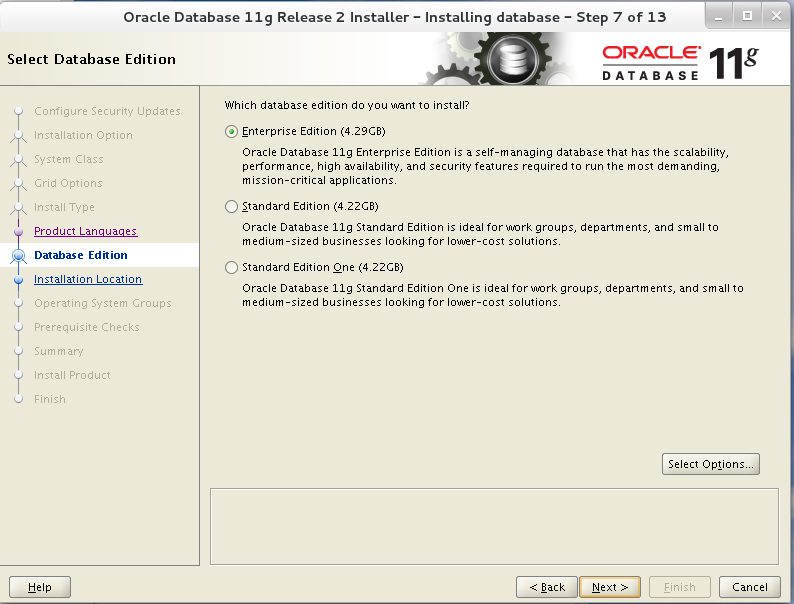 Oracle Database 11g Release 2 Installer - Installing database - Step 7 of 13
Select Database Edition
ORACLE
DATABASE 11g
Configure Security Updates
Installation Option
System Class
Grid Options
Install Type
Product Languages
Database Edition
Installation Location
Operating System Groups
Prerequisite Checks
Summary
Install Product
Finish
Which database edition do you want to install?
Enterprise Edition (4.29GB)
Oracle Database 11g Enterprise Edition is a self-managing database that has the scalability,
performance, high availability, and security features required to run the most demanding,
mission-critical applications.
Standard Edition (4.22GB)
Oracle Database 11g Standard Edition is ideal for work groups, departments, and small to
medium-sized businesses looking for lower-cost solutions.
Standard Edition One (4.22GB)
Oracle Database 11g Standard Edition One is ideal for work groups, departments, and small to
medium-sized businesses looking for lower-cost solutions.
Select Options...
Help
< Back
Next >
Finish
Cancel